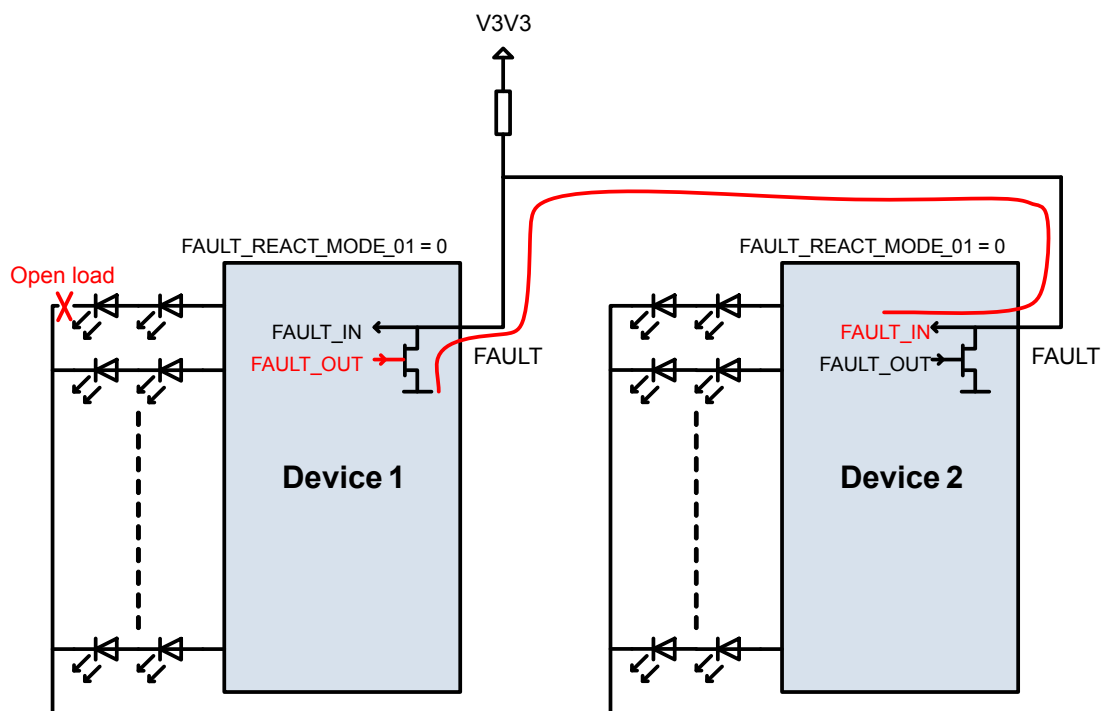 V3V3
FAULT_REACT_MODE_01 = 0
FAULT_REACT_MODE_01 = 0
Open load
FAULT_IN
FAULT_OUT
FAULT
FAULT_IN
FAULT_OUT
FAULT
Device 1
Device 2